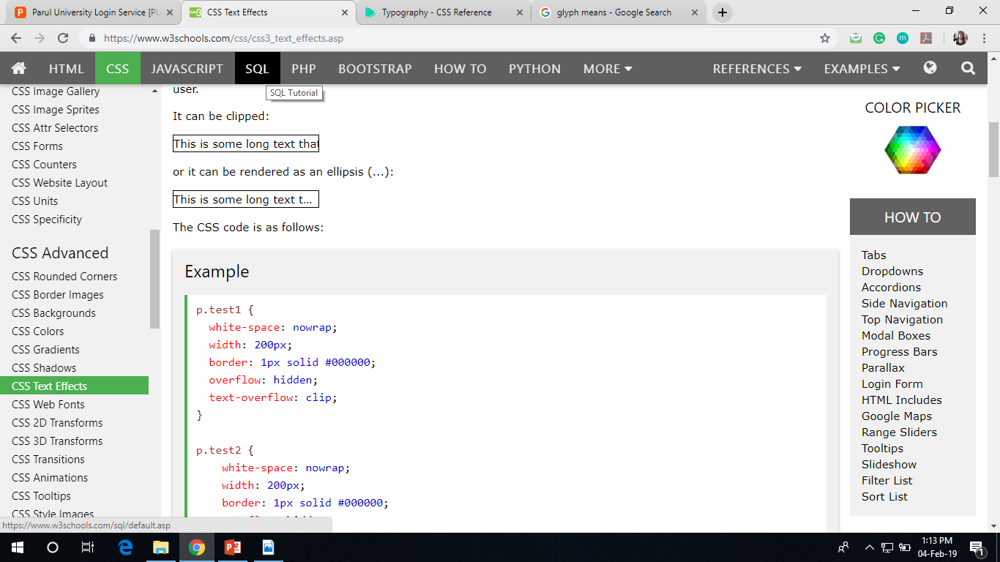 Parul University Login Service [PU
CSS Text Effects
Typography - CSS Reference
glyph means - Google Search
https://www.w3schools.com/css/css3_text_effects.asp
HTML CSS JAVASCRIPT SQL PHP BOOTSTRAP HOW TO PYTHON MORE REFERENCES EXAMPLES
SQL Tutorial
CSS Image Gallery
CSS Image Sprites
CSS Attr Selectors
CSS Forms
CSS Counters
CSS Website Layout
CSS Units
CSS Specificity
CSS Advanced
CSS Rounded Corners
CSS Border Images
CSS Backgrounds
CSS Colors
CSS Gradients
CSS Shadows
CSS Text Effects
CSS Web Fonts
CSS 2D Transforms
CSS 3D Transforms
CSS Transitions
CSS Animations
CSS Tooltips
CSS Style Images
https://www.w3schools.com/sql/default.asp
user.
It can be clipped:
This is some long text that
or it can be rendered as an ellipsis (...):
This is some long text t...
The CSS code is as follows:
Example
p.test1 {
white-space: nowrap;
width: 200px;
border: 1px solid #000000;
overflow: hidden;
text-overflow: clip;
}
p.test2 {
white-space: nowrap;
width: 200px;
border: 1px solid #000000;
COLOR PICKER
HOW TO
Tabs
Dropdowns
Accordions
Side Navigation
Top Navigation
Modal Boxes
Progress Bars
Parallax
Login Form
HTML Includes
Google Maps
Range Sliders
Tooltips
Slideshow
Filter List
Sort List
1:13 PM
04-Feb-19
1